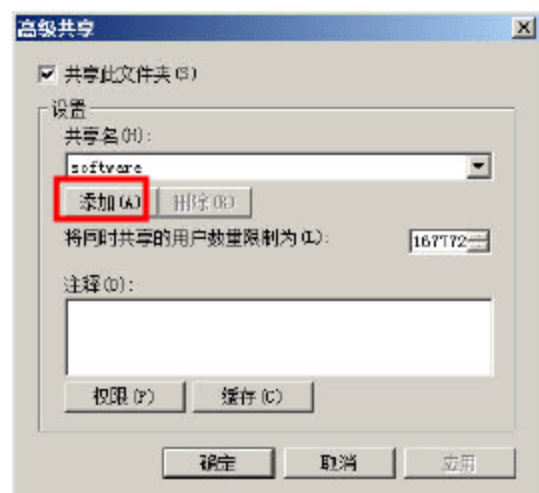 高级共享
共享此文件夹(S)
设置
共享名(H):
software
添加(A) 删除(R)
将同时共享的用户数量限制为(L): 167772
注释(O):
权限(P) 缓存(C)
确定 取消 应用